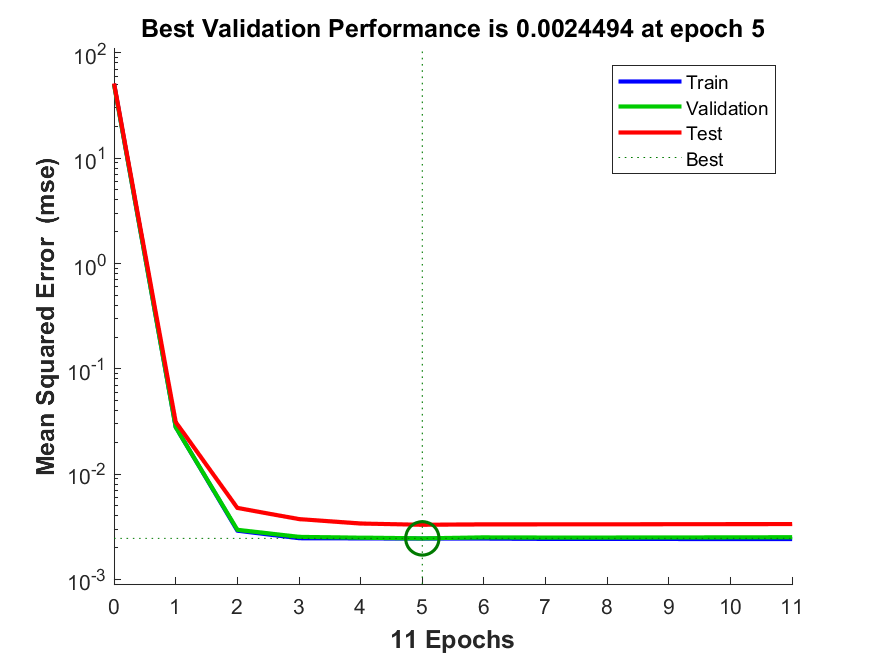 Best Validation Performance is 0.0024494 at epoch 5
Train
Validation
Test
Best
Mean Squared Error (mse)
10^2
10^1
10^0
10^-1
10^-2
10^-3
0 1 2 3 4 5 6 7 8 9 10 11
11 Epochs